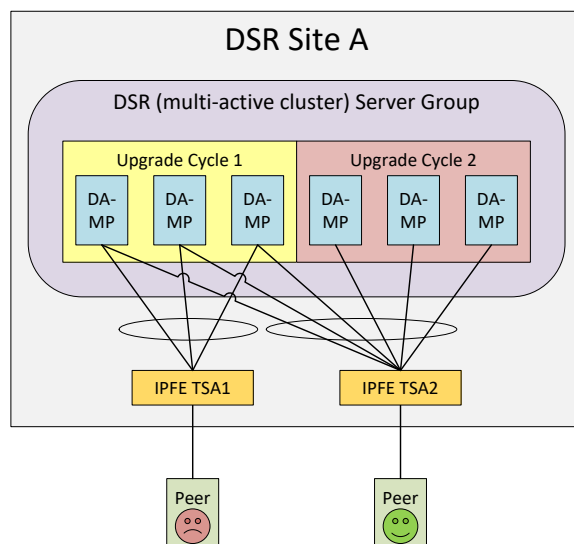 DSR Site A
DSR (multi-active cluster) Server Group
Upgrade Cycle 1
Upgrade Cycle 2
DA-
MP
DA-
MP
DA-
MP
DA-
MP
DA-
MP
DA-
MP
IPFE TSA1
IPFE TSA2
Peer
Peer